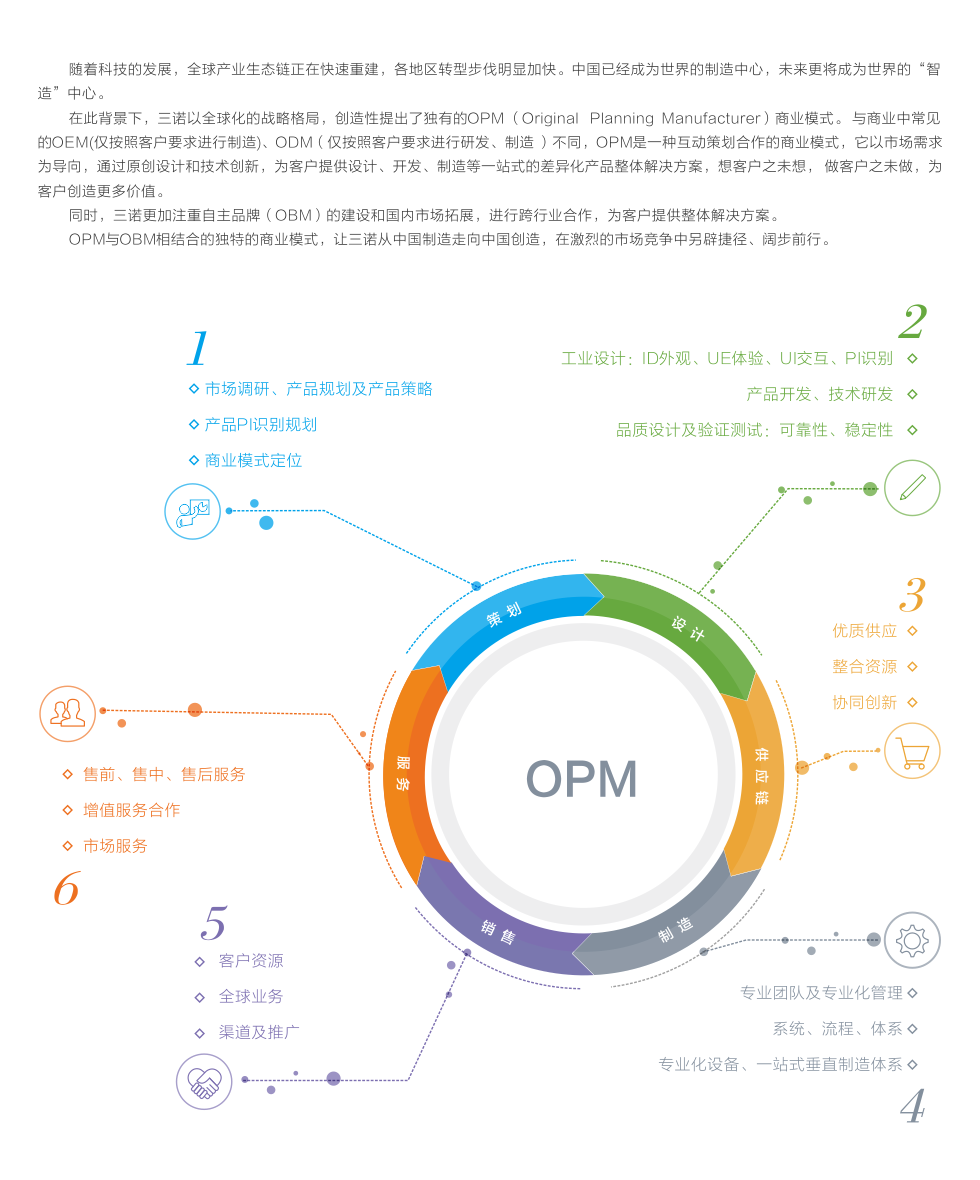 随着科技的发展，全球产业生态链正在快速重建，各地区转型步伐明显加快。中国已经成为世界的制造中心，未来更将成为世界的“智
造”中心。
在此背景下，三诺以全球化的战略格局，创造性提出了独有的OPM（Original Planning Manufacturer）商业模式。与商业中常见
的OEM(仅按照客户要求进行制造)、ODM（仅按照客户要求进行研发、制造 ）不同，OPM是一种互动策划合作的商业模式，它以市场需求
为导向，通过原创设计和技术创新，为客户提供设计、开发、制造等一站式的差异化产品整体解决方案，想客户之未想， 做客户之未做，为
客户创造更多价值。
同时，三诺更加注重自主品牌（OBM）的建设和国内市场拓展，进行跨行业合作，为客户提供整体解决方案。
OPM与OBM相结合的独特的商业模式，让三诺从中国制造走向中国创造，在激烈的市场竞争中另辟捷径、阔步前行。
1
市场调研、产品规划及产品策略
产品PI识别规划
商业模式定位
2
工业设计：ID外观、UE体验、UI交互、PI识别
产品开发、技术研发
品质设计及验证测试：可靠性、稳定性
3
优质供应
整合资源
协同创新
策划
设计
供应链
制造
销售
服务
OPM
售前、售中、售后服务
增值服务合作
市场服务
6
5
客户资源
全球业务
渠道及推广
专业团队及专业化管理
系统、流程、体系
专业化设备、一站式垂直制造体系
4